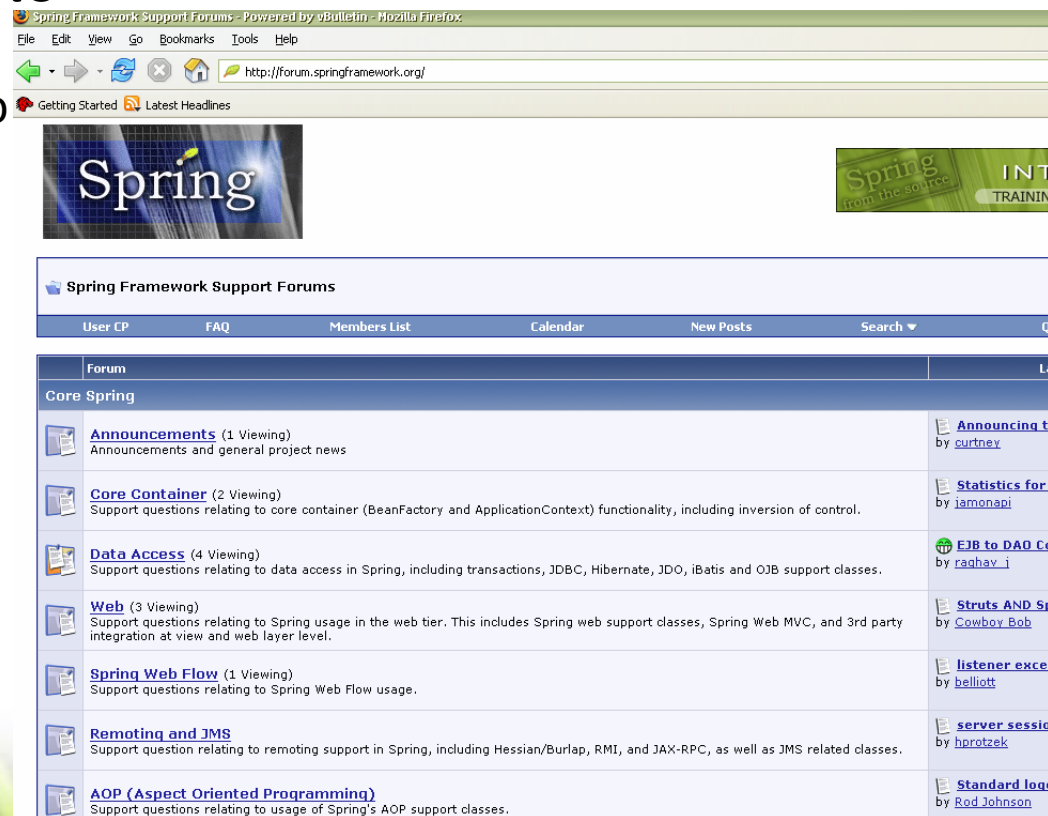 Spring Framework Support Forums - Powered by vBulletin - Mozilla Firefox
File Edit View Go Bookmarks Tools Help
http://forum.springframework.org/
Getting Started Latest Headlines
Spring
Spring from the source
INT
TRAININ
Spring Framework Support Forums
User CP FAQ Members List Calendar New Posts Search Q
Forum La
Core Spring
Announcements (1 Viewing)
Announcements and general project news
Announcing t
by curtney
Core Container (2 Viewing)
Support questions relating to core container (BeanFactory and ApplicationContext) functionality, including inversion of control.
Statistics for
by jamonapi
Data Access (4 Viewing)
Support questions relating to data access in Spring, including transactions, JDBC, Hibernate, JDO, iBatis and OJB support classes.
EJB to DAO Co
by raghav_j
Web (3 Viewing)
Support questions relating to Spring usage in the web tier. This includes Spring web support classes, Spring Web MVC, and 3rd party
integration at view and web layer level.
Struts AND Sp
by Cowboy Bob
Spring Web Flow (1 Viewing)
Support questions relating to Spring Web Flow usage.
listener exce
by belliott
Remoting and JMS
Support question relating to remoting support in Spring, including Hessian/Burlap, RMI, and JAX-RPC, as well as JMS related classes.
server sessio
by hprotzek
AOP (Aspect Oriented Programming)
Support questions relating to usage of Spring's AOP support classes.
Standard logg
by Rod Johnson